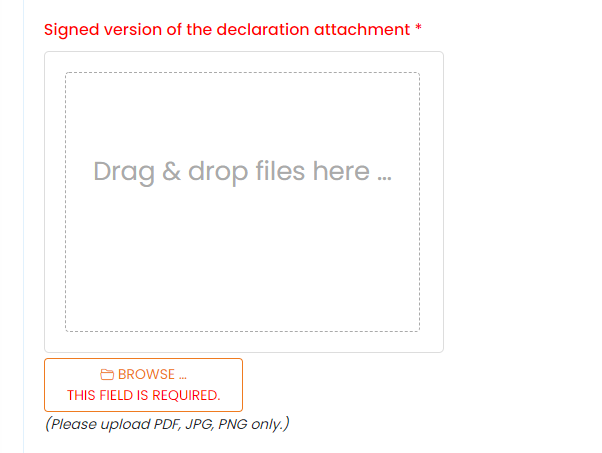 Signed version of the declaration attachment *
Drag & drop files here ...
BROWSE ...
THIS FIELD IS REQUIRED.
(Please upload PDF, JPG, PNG only.)